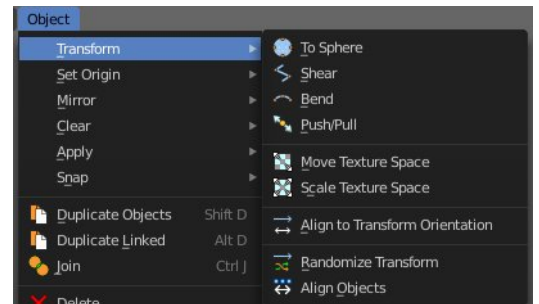 Object
Transform
Set Origin
Mirror
Clear
Apply
Snap
Duplicate Objects Shift D
Duplicate Linked Alt D
Join Ctrl J
Delete
To Sphere
Shear
Bend
Push/Pull
Move Texture Space
Scale Texture Space
Align to Transform Orientation
Randomize Transform
Align Objects